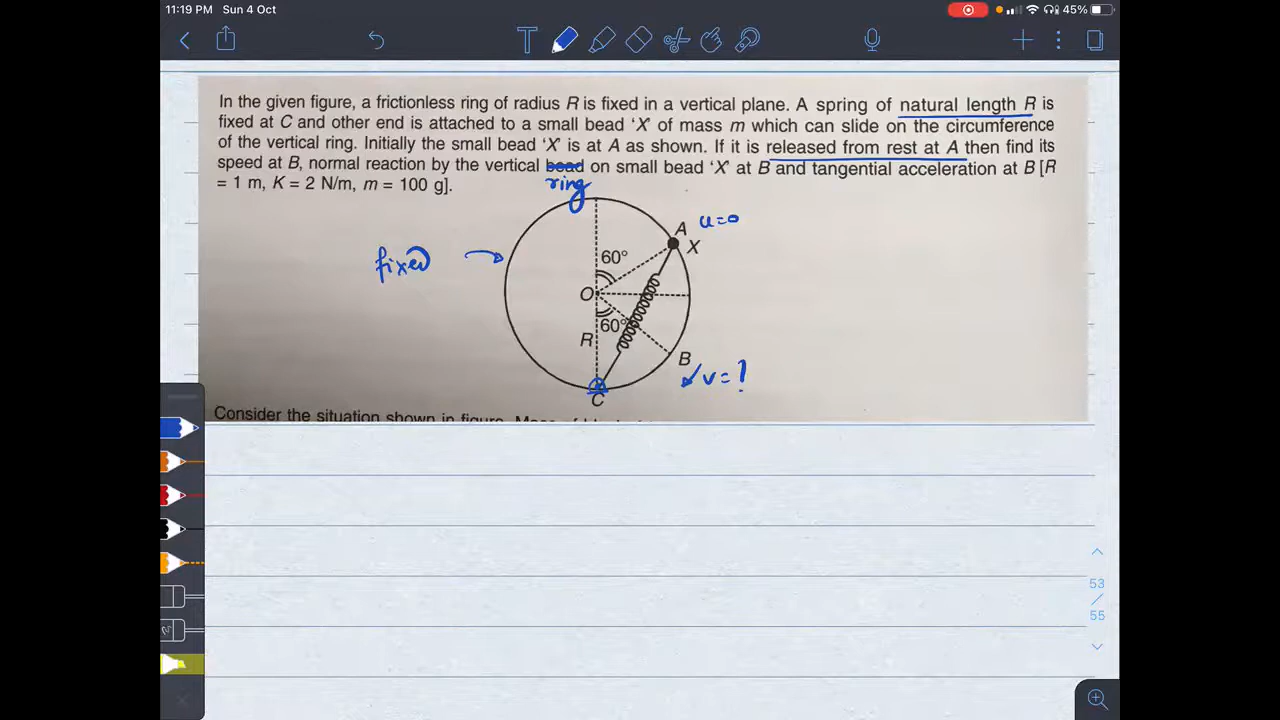 11:19 PM Sun 4 Oct
45%
In the given figure, a frictionless ring of radius R is fixed in a vertical plane. A spring of natural length R is
fixed at C and other end is attached to a small bead ‘X’ of mass m which can slide on the circumference
of the vertical ring. Initially the small bead ‘X’ is at A as shown. If it is released from rest at A then find its
speed at B, normal reaction by the vertical bead on small bead ‘X’ at B and tangential acceleration at B [R
= 1 m, K = 2 N/m, m = 100 g].
ring
A u=0
X
60°
fixed
O
60°
R
B
v=?
C
Consider the situation shown in figure.
53
/
55